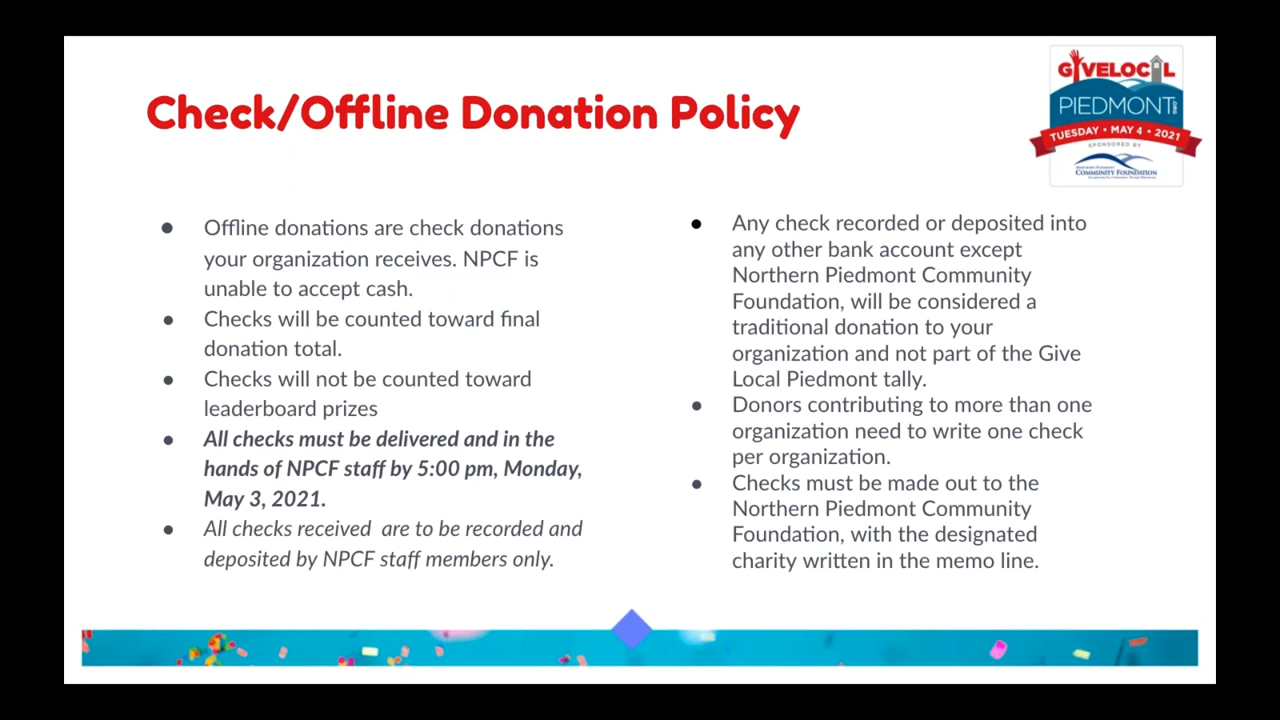 Check/Offline Donation Policy
GIVELOCAL
PIEDMONT.ORG
TUESDAY • MAY 4 • 2021
SPONSORED BY
NORTHERN PIEDMONT
COMMUNITY FOUNDATION
● Offline donations are check donations
your organization receives. NPCF is
unable to accept cash.
● Checks will be counted toward final
donation total.
● Checks will not be counted toward
leaderboard prizes
● All checks must be delivered and in the
hands of NPCF staff by 5:00 pm, Monday,
May 3, 2021.
● All checks received  are to be recorded and
deposited by NPCF staff members only.
● Any check recorded or deposited into
any other bank account except
Northern Piedmont Community
Foundation, will be considered a
traditional donation to your
organization and not part of the Give
Local Piedmont tally.
● Donors contributing to more than one
organization need to write one check
per organization.
● Checks must be made out to the
Northern Piedmont Community
Foundation, with the designated
charity written in the memo line.